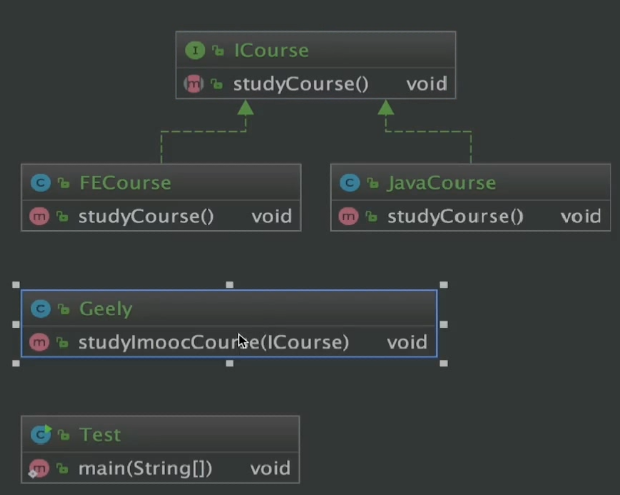 I ICourse
m studyCourse() void
C FECourse
m studyCourse() void
C JavaCourse
m studyCourse() void
C Geely
m studyImoocCourse(ICourse) void
C Test
m main(String[]) void